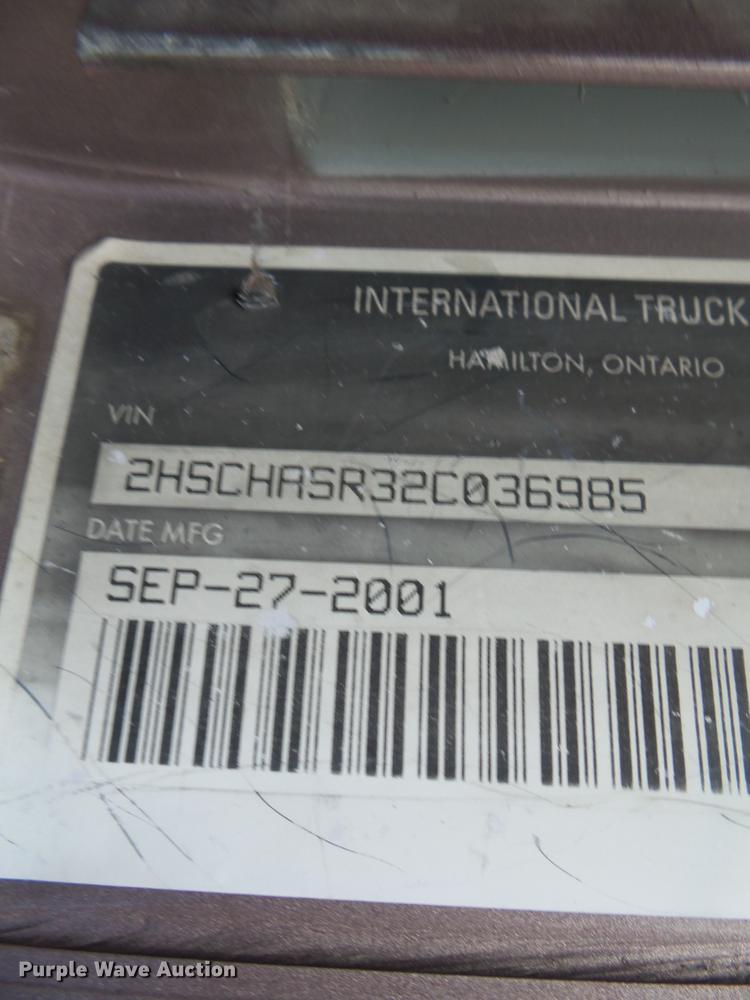 INTERNATIONAL TRUCK
HAMILTON, ONTARIO
VIN
2HSCHASR32C036985
DATE MFG
SEP-27-2001
Purple Wave Auction